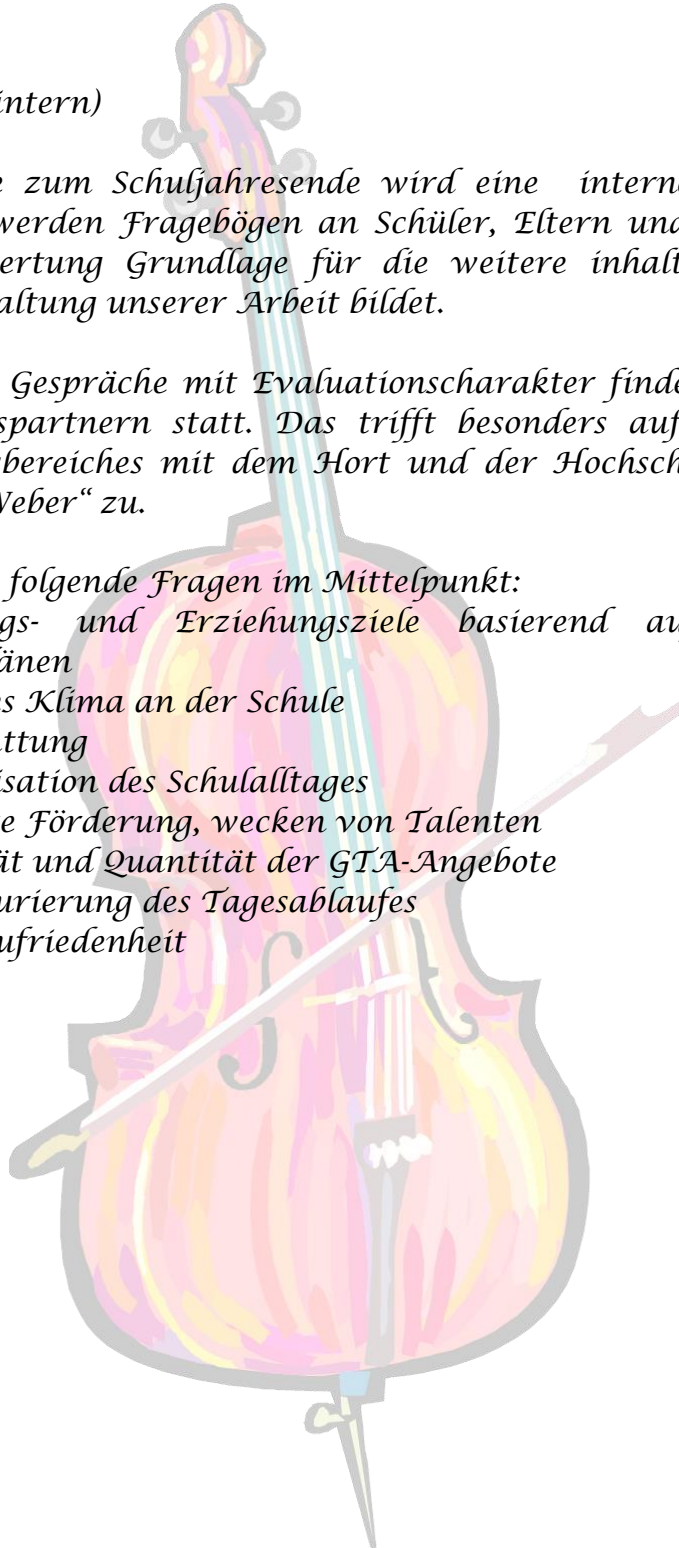 intern)
e zum Schuljahresende wird eine intern
werden Fragebögen an Schüler, Eltern und
ertung Grundlage für die weitere inhalt
altung unserer Arbeit bildet.
Gespräche mit Evaluationscharakter finde
spartnern statt. Das trifft besonders auf
sbereiches mit dem Hort und der Hochsch
Weber“ zu.
folgende Fragen im Mittelpunkt:
gs- und Erziehungsziele basierend au
änen
s Klima an der Schule
attung
isation des Schulalltages
e Förderung, wecken von Talenten
ät und Quantität der GTA-Angebote
urierung des Tagesablaufes
ufriedenheit